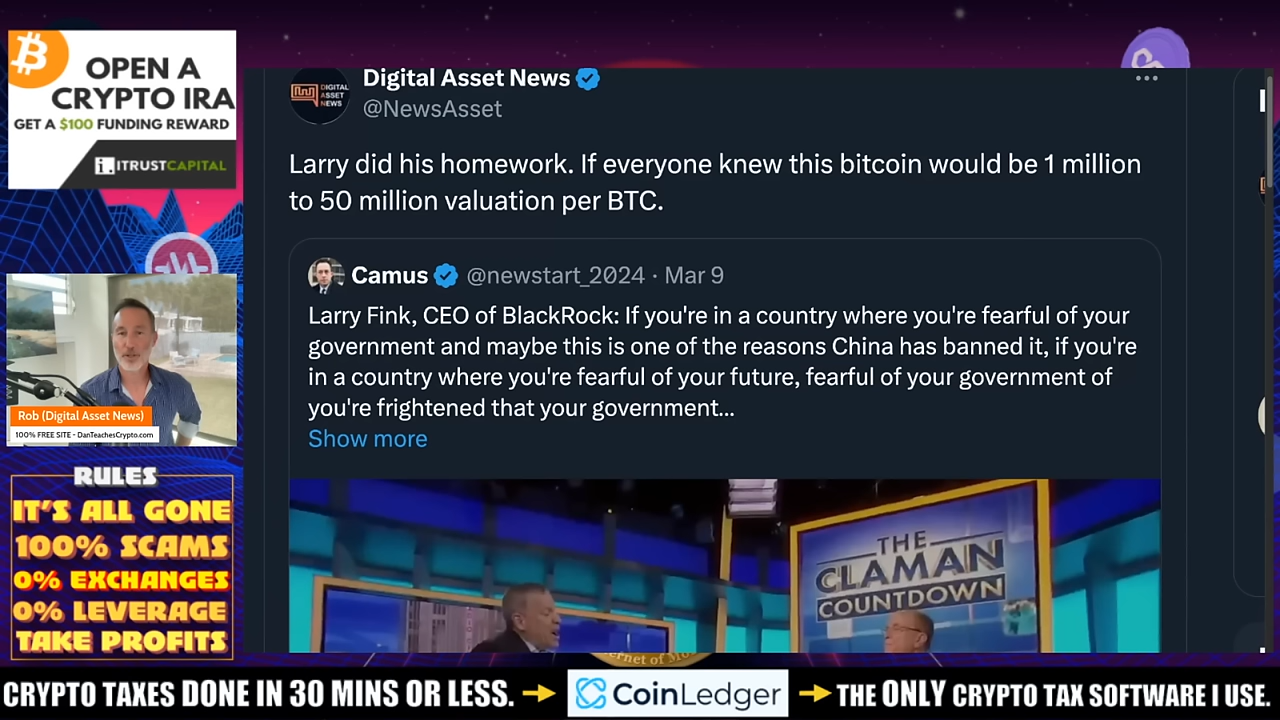 OPEN A
CRYPTO IRA
GET A $100 FUNDING REWARD
ITRUSTCAPITAL
Digital Asset News
@NewsAsset
DIGITAL
ASSET
NEWS
Larry did his homework. If everyone knew this bitcoin would be 1 million
to 50 million valuation per BTC.
Camus @newstart_2024 · Mar 9
Larry Fink, CEO of BlackRock: If you're in a country where you're fearful of your
government and maybe this is one of the reasons China has banned it, if you're
in a country where you're fearful of your future, fearful of your government of
you're frightened that your government...
Show more
THE
CLAMAN
COUNTDOWN
Rob (Digital Asset News)
100% FREE SITE - DanTeachesCrypto.com
RULES
IT'S ALL GONE
100% SCAMS
0% EXCHANGES
0% LEVERAGE
TAKE PROFITS
CRYPTO TAXES DONE IN 30 MINS OR LESS.
CoinLedger
THE ONLY CRYPTO TAX SOFTWARE I USE.